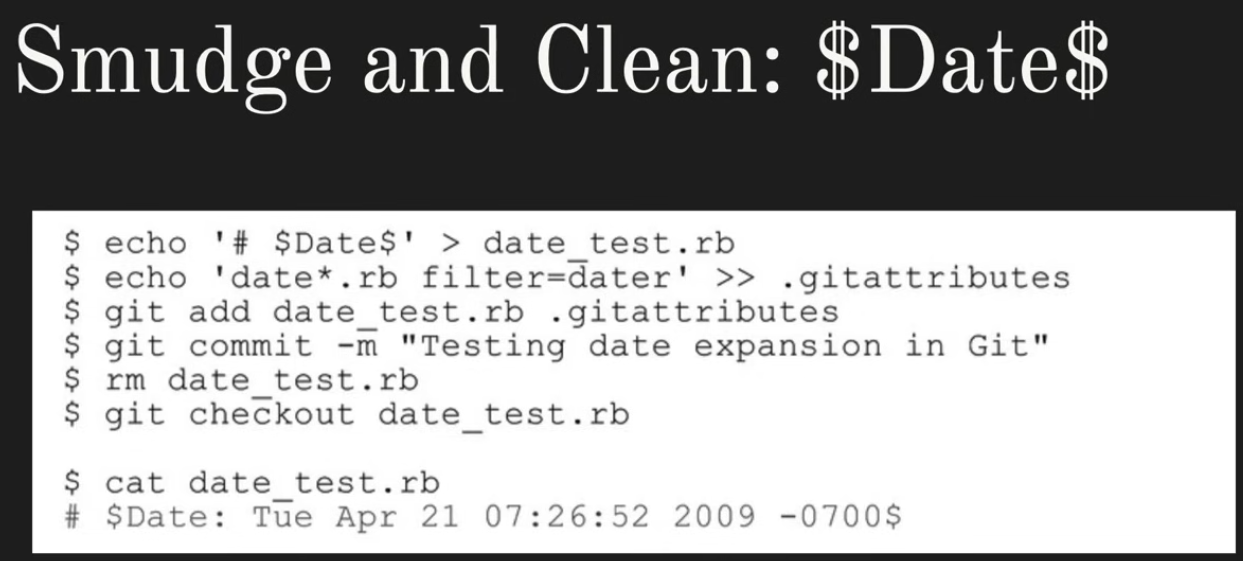 Smudge and Clean: $Date$
$ echo '# $Date$' > date_test.rb
$ echo 'date*.rb filter=dater' >> .gitattributes
$ git add date_test.rb .gitattributes
$ git commit -m "Testing date expansion in Git"
$ rm date_test.rb
$ git checkout date_test.rb
$ cat date_test.rb
# $Date: Tue Apr 21 07:26:52 2009 -0700$